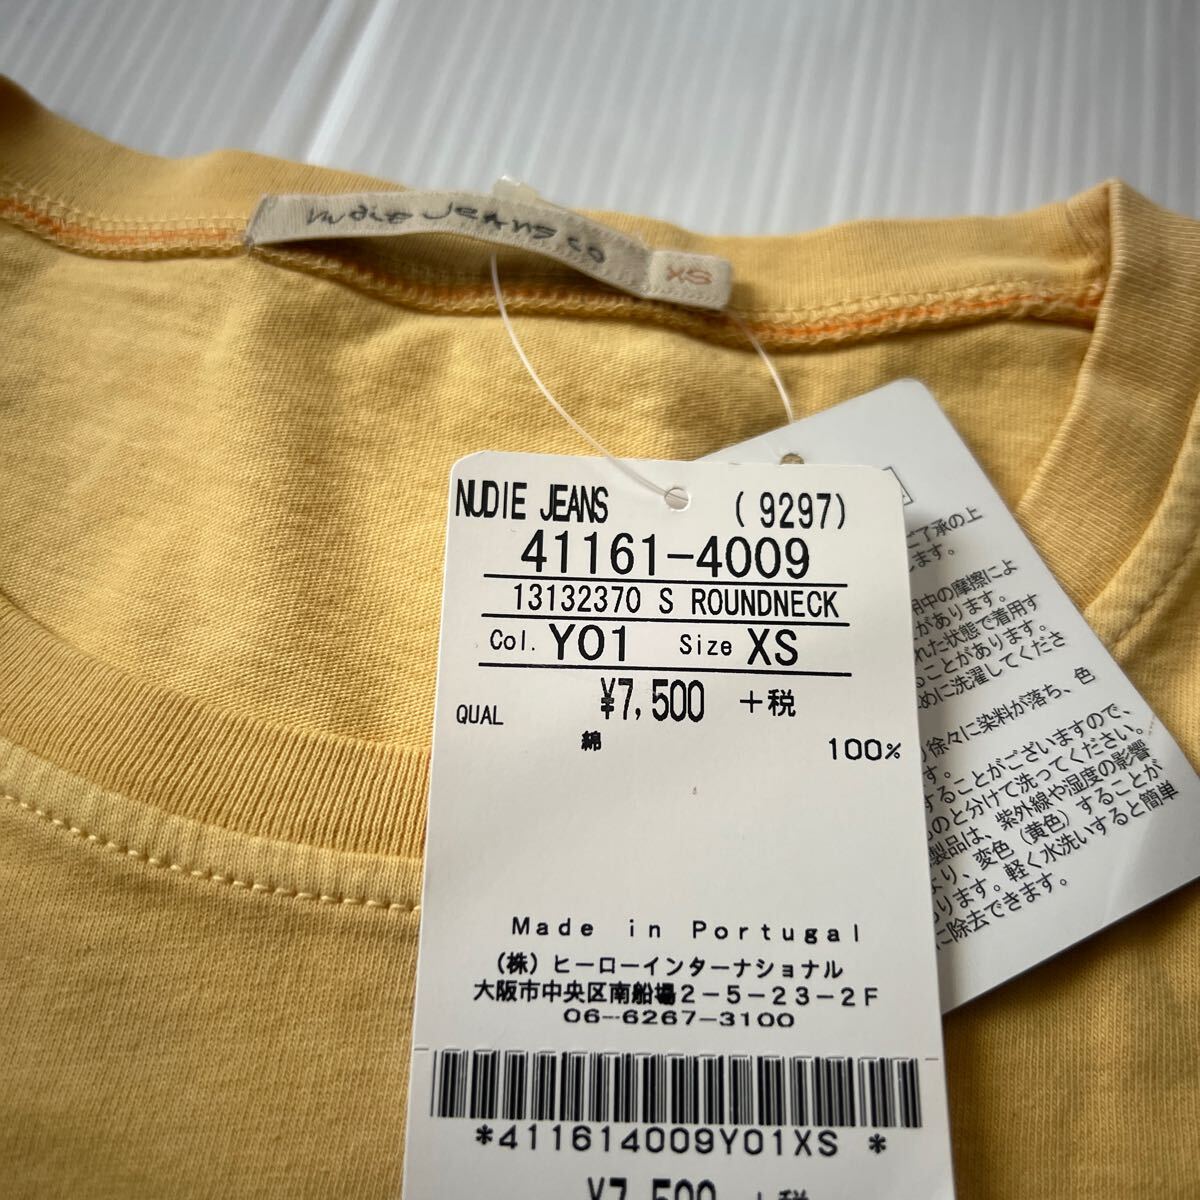 nudie jeans co
XS
NUDIE JEANS (9297)
41161-4009
13132370 S ROUNDNECK
Col. Y01 Size XS
¥7,500 +税
QUAL
綿 100%
Made in Portugal
(株)ヒーローインターナショナル
大阪市中央区南船場2-5-23-2F
06-6267-3100
*411614009Y01XS *
¥7,500 +税
ご了承の上
します。
用中の摩擦によ
があります。
れた状態で着用す
ることがあります。
ために洗濯してくださ
り徐々に染料が落ち、色
す。
することがございますので、
ものと分けて洗ってください。
製品は、紫外線や湿度の影響
より、変色(黄色)することが
あります。軽く水洗いすると簡単
に除去できます。